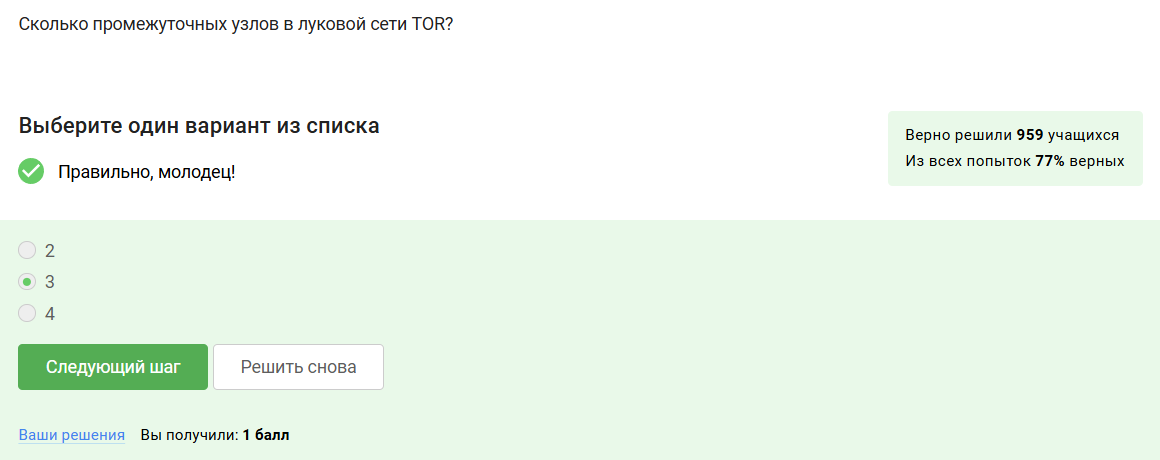 Сколько промежуточных узлов в луковой сети TOR?
Выберите один вариант из списка
Правильно, молодец!
Верно решили 959 учащихся
Из всех попыток 77% верных
2
3
4
Следующий шаг
Решить снова
Ваши решения Вы получили: 1 балл